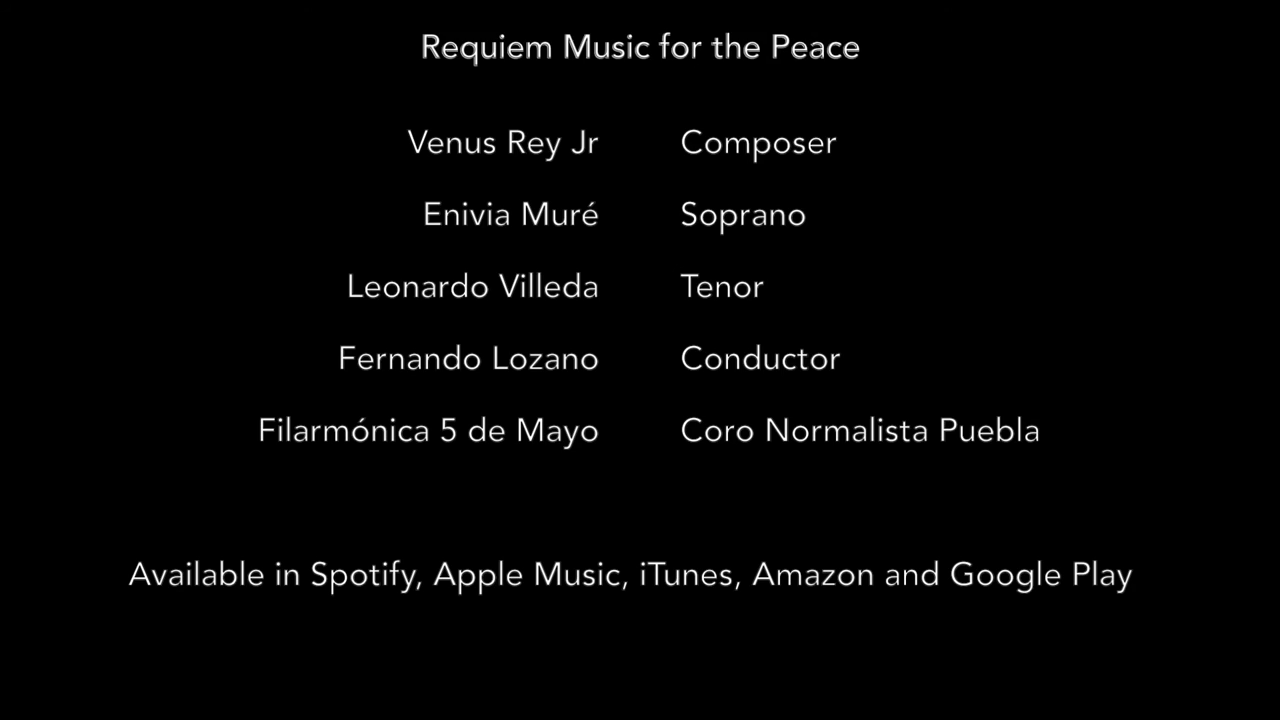 Requiem Music for the Peace
Venus Rey Jr Composer
Enivia Muré Soprano
Leonardo Villeda Tenor
Fernando Lozano Conductor
Filarmónica 5 de Mayo Coro Normalista Puebla
Available in Spotify, Apple Music, iTunes, Amazon and Google Play